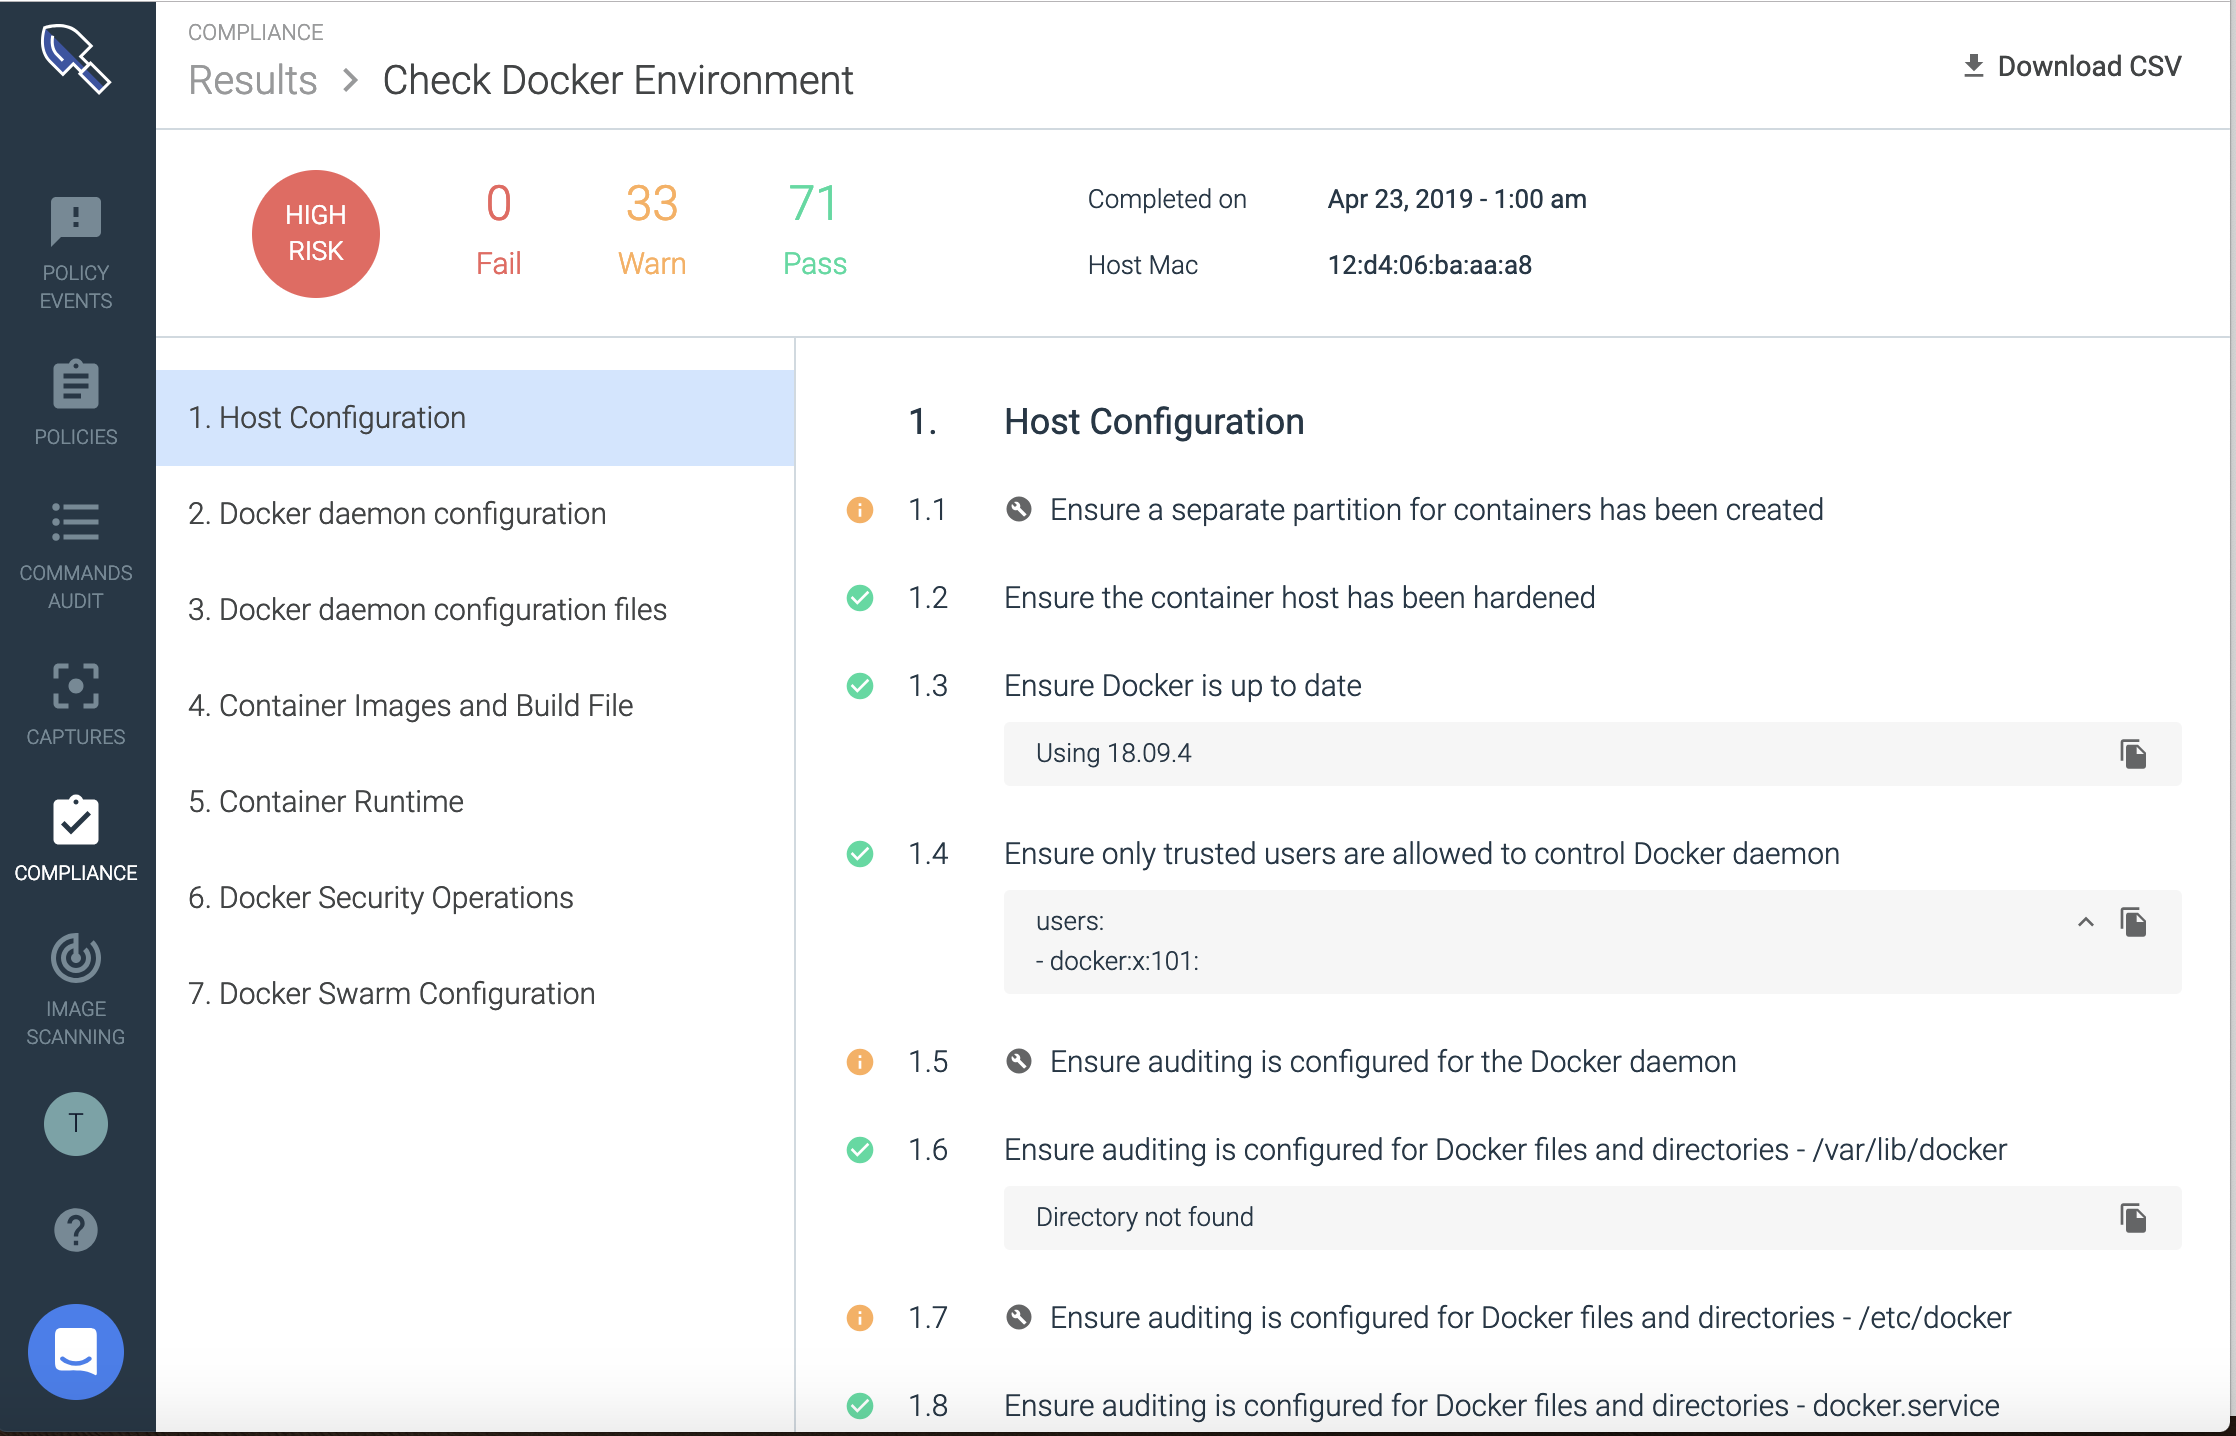 COMPLIANCE
Results > Check Docker Environment
Download CSV
HIGH
RISK
0
Fail
33
Warn
71
Pass
Completed on Apr 23, 2019 - 1:00 am
Host Mac 12:d4:06:ba:aa:a8
POLICY
EVENTS
POLICIES
COMMANDS
AUDIT
CAPTURES
COMPLIANCE
IMAGE
SCANNING
T
?
1. Host Configuration
2. Docker daemon configuration
3. Docker daemon configuration files
4. Container Images and Build File
5. Container Runtime
6. Docker Security Operations
7. Docker Swarm Configuration
1. Host Configuration
1.1 Ensure a separate partition for containers has been created
1.2 Ensure the container host has been hardened
1.3 Ensure Docker is up to date
Using 18.09.4
1.4 Ensure only trusted users are allowed to control Docker daemon
users:
- docker:x:101:
1.5 Ensure auditing is configured for the Docker daemon
1.6 Ensure auditing is configured for Docker files and directories - /var/lib/docker
Directory not found
1.7 Ensure auditing is configured for Docker files and directories - /etc/docker
1.8 Ensure auditing is configured for Docker files and directories - docker.service